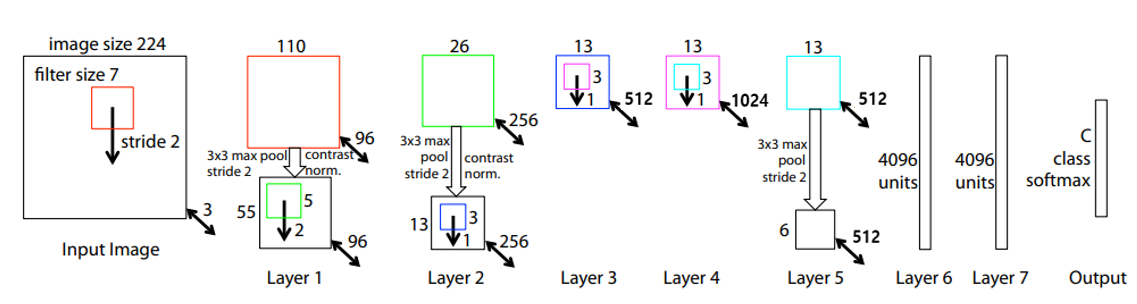 image size 224
filter size 7
stride 2
3
Input Image
110
96
3x3 max pool
stride 2
contrast
norm.
55
5
2
96
Layer 1
26
256
3x3 max
pool
stride 2
contrast
norm.
13
3
1
256
Layer 2
13
3
1
512
Layer 3
13
3
1
1024
Layer 4
13
512
3x3 max
pool
stride 2
6
512
Layer 5
4096
units
Layer 6
4096
units
Layer 7
C
class
softmax
Output